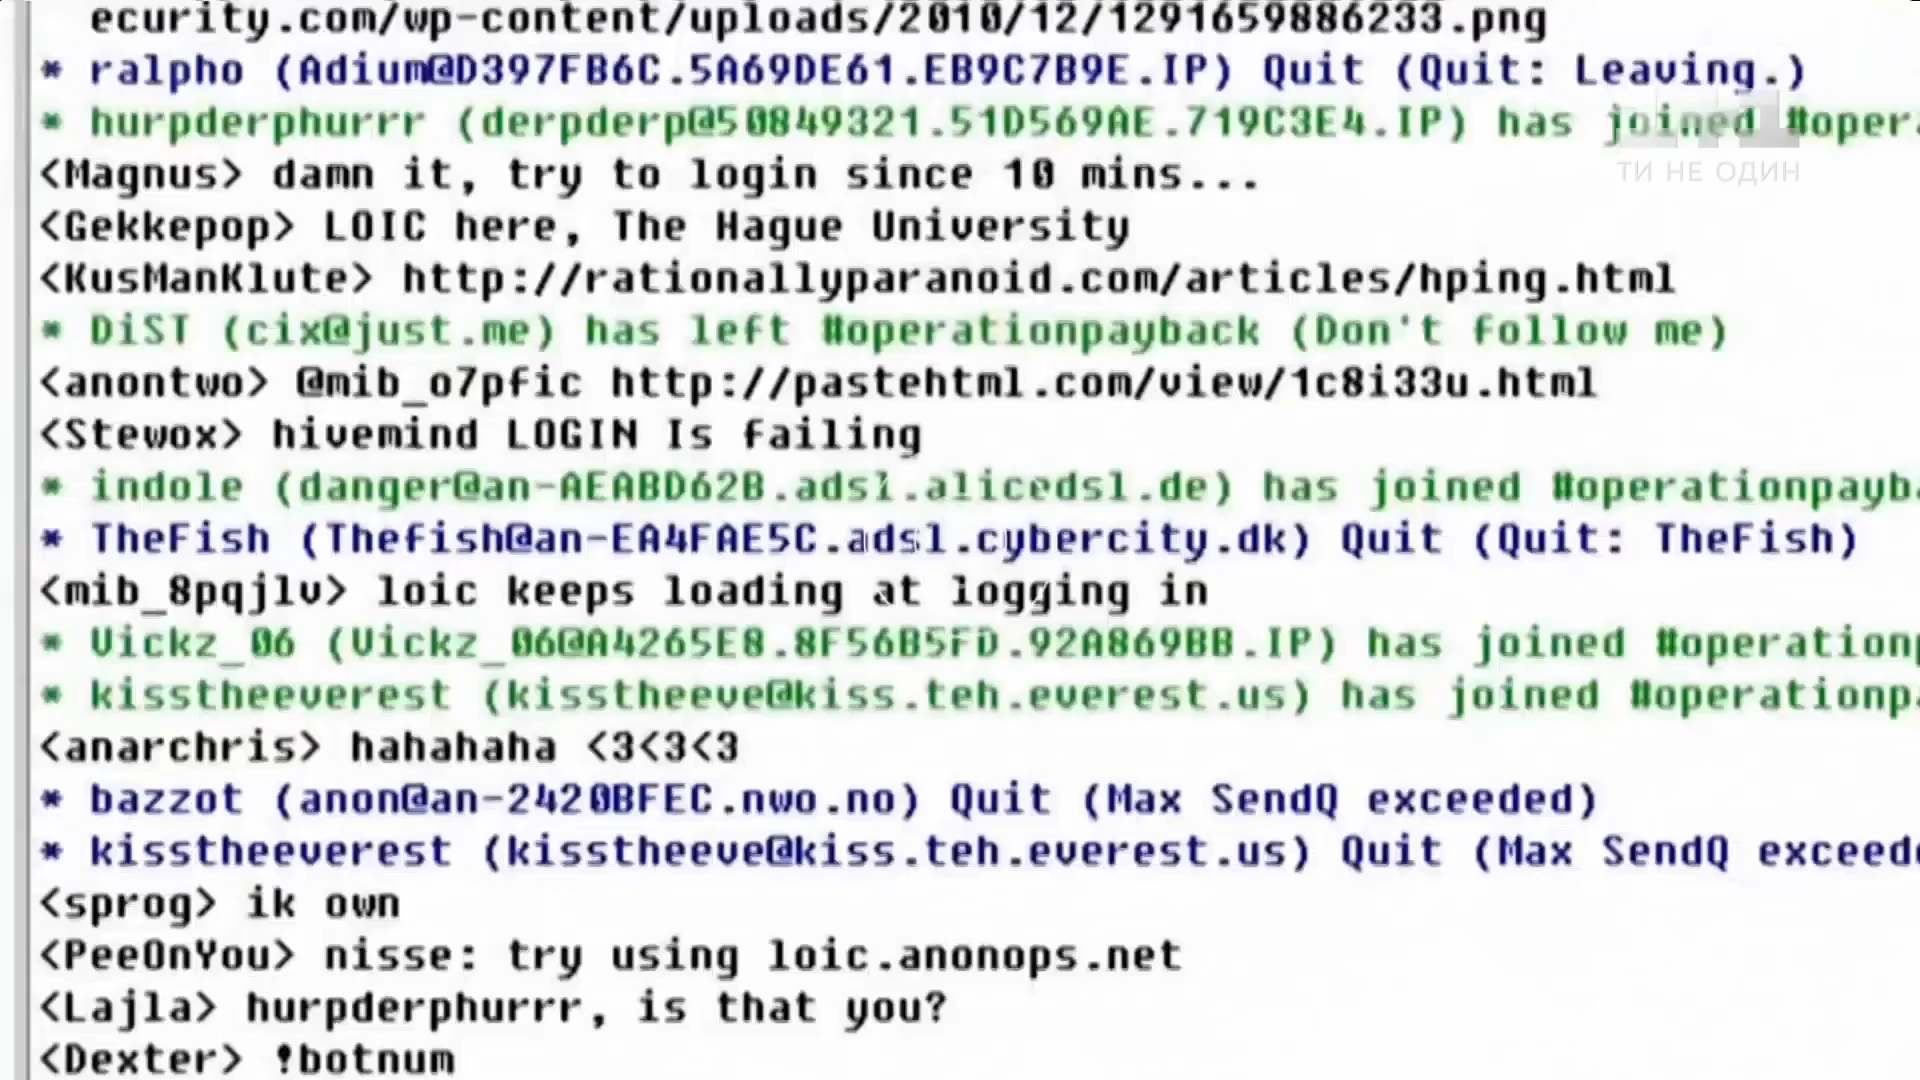 ecurity.com/wp-content/uploads/2010/12/1291659886233.png
* ralpho (Adium@D397FB6C.5A69DE61.EB9C7B9E.IP) Quit (Quit: Leaving.)
* hurpderphurrr (derpderp@50849321.51D569AE.719C3E4.IP) has joined #opera
ТИ НЕ ОДИН
<Magnus> damn it, try to login since 10 mins...
<Gekkepop> LOIC here, The Hague University
<KusManKlute> http://rationallyparanoid.com/articles/hping.html
* DiST (cix@just.me) has left #operationpayback (Don't follow me)
<anontwo> @mib_o7pfic http://pastehtml.com/view/1c8i33u.html
<Stewox> hivemind LOGIN Is failing
* indole (danger@an-AEABD62B.adsl.alicedsl.de) has joined #operationpayba
* TheFish (Thefish@an-EA4FAE5C.adsl.cybercity.dk) Quit (Quit: TheFish)
<mib_8pqjlv> loic keeps loading at logging in
* Vickz_06 (Vickz_06@A4265E8.8F56B5FD.92A869BB.IP) has joined #operationp
* kisstheeverest (kisstheeve@kiss.teh.everest.us) has joined #operationpa
<anarchris> hahahaha <3<3<3
* bazzot (anon@an-2420BFEC.nwo.no) Quit (Max SendQ exceeded)
* kisstheeverest (kisstheeve@kiss.teh.everest.us) Quit (Max SendQ exceede
<sprog> ik own
<PeeOnYou> nisse: try using loic.anonops.net
<Lajla> hurpderphurrr, is that you?
<Dexter> !botnum